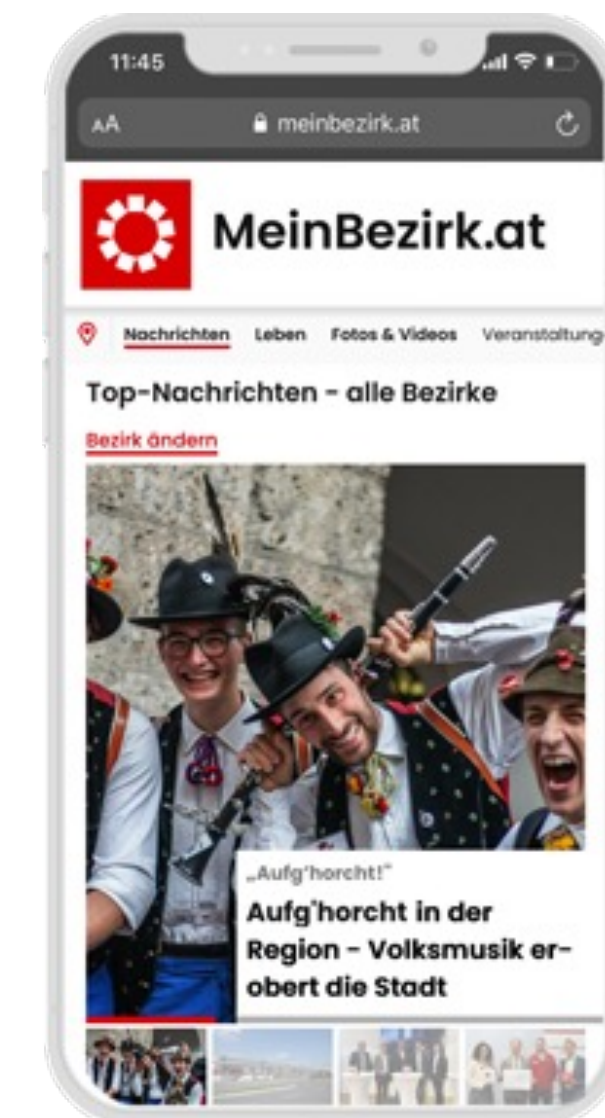 11:45
AA
meinbezirk.at
MeinBezirk.at
Nachrichten Leben Fotos & Videos Veranstaltung
Top-Nachrichten - alle Bezirke
Bezirk ändern
„Aufg'horcht!"
Aufg'horcht in der
Region - Volksmusik er-
obert die Stadt